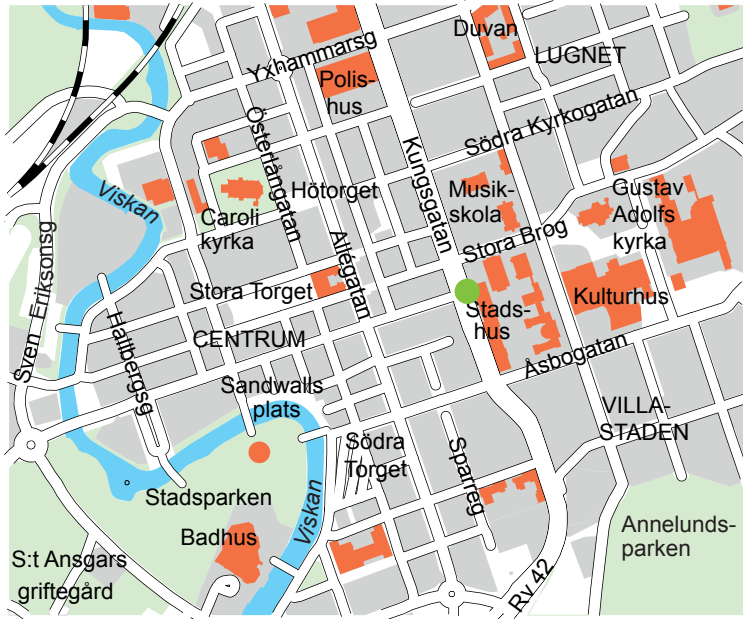 Duvan
LUGNET
Yxhammarsg
Polis-
hus
Österlånggatan
Södra Kyrkogatan
Kungsgatan
Viskan
Hötorget
Musik-
skola
Gustav
Adolfs
kyrka
Caroli
kyrka
Stora Brog
Allégatan
Sven Eriksonsg
Stora Torget
Kulturhus
Stads-
hus
Hallbergsg
CENTRUM
Åsbogatan
Sandwalls
plats
VILLA-
STADEN
Södra
Torget
Sparreg
Stadsparken
Viskan
Badhus
Annelunds-
parken
S:t Ansgars
griftegård
Rv 42